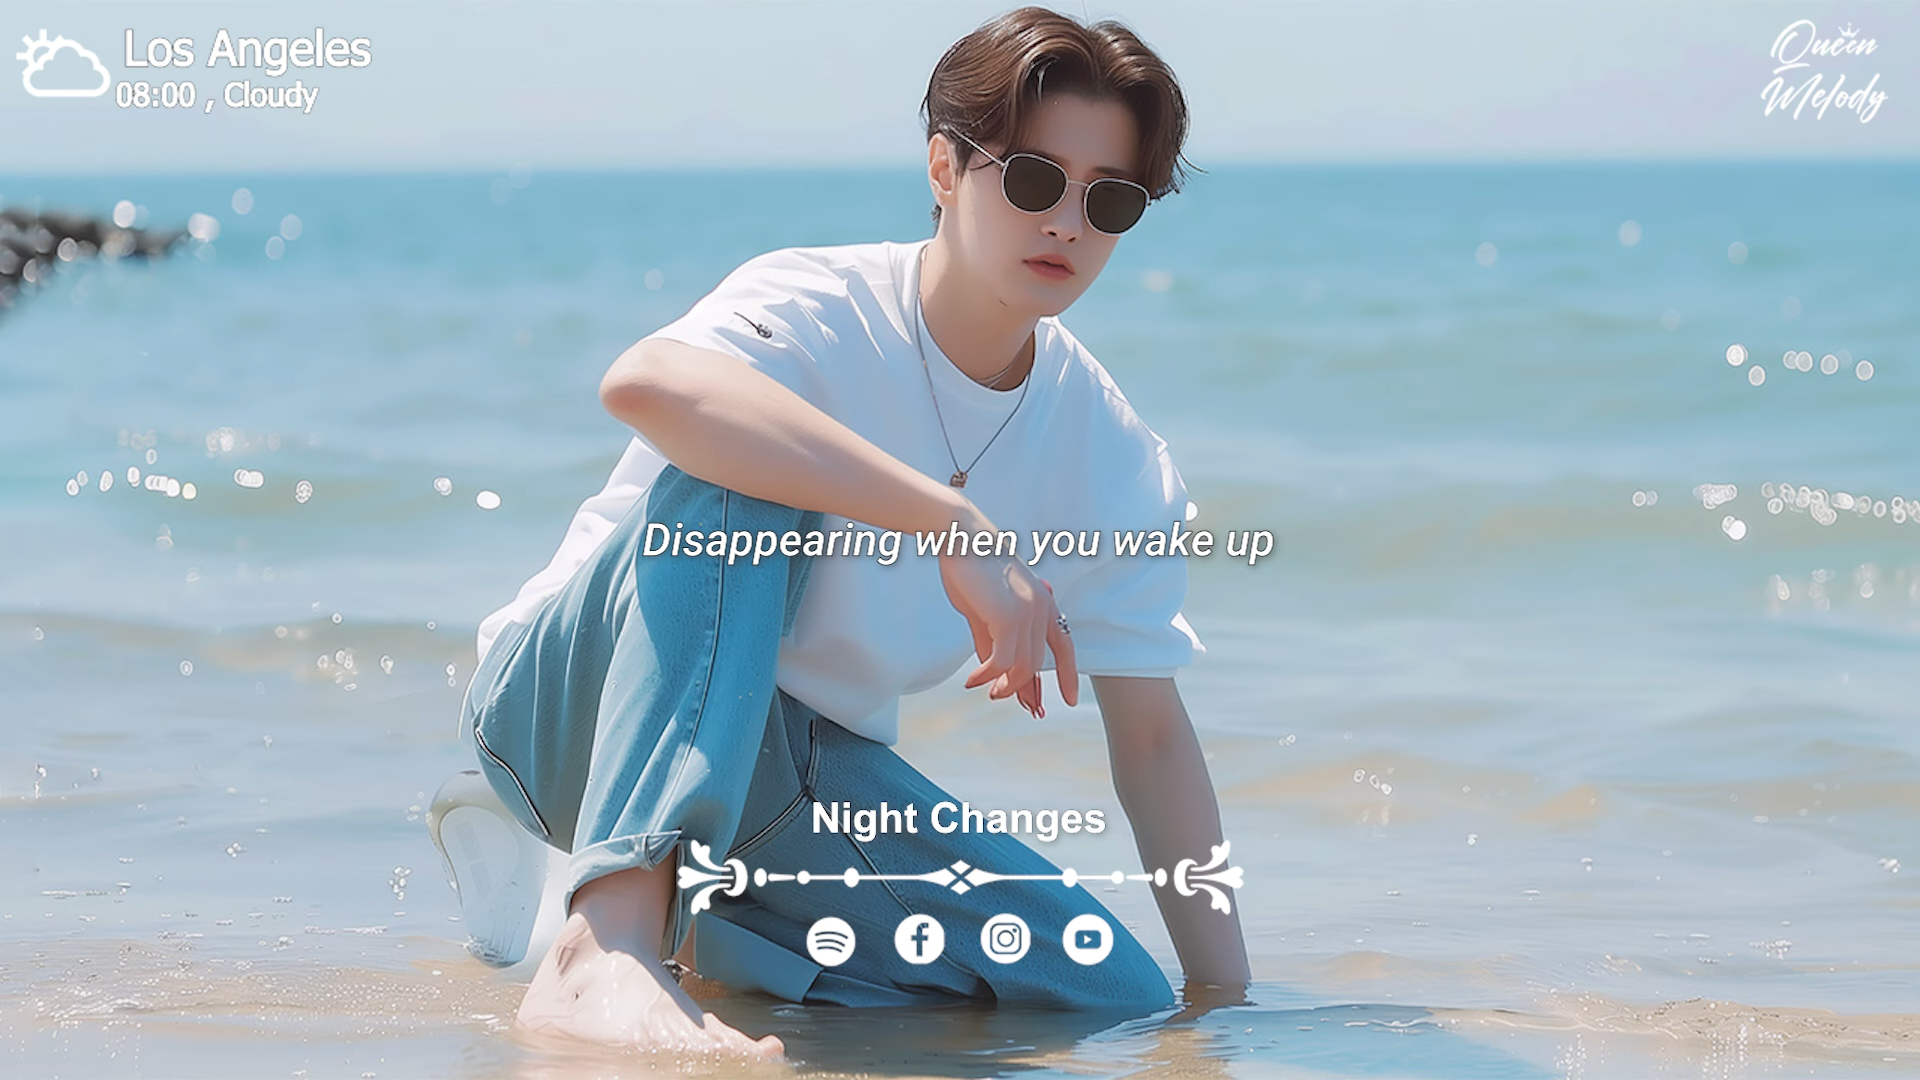 Los Angeles
08:00 , Cloudy
Queen
Melody
Disappearing when you wake up
Night Changes